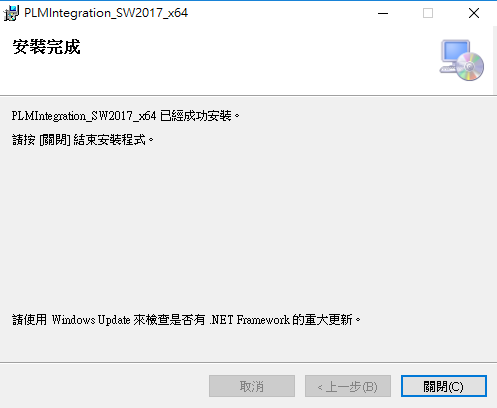 PLMIntegration_SW2017_x64
安裝完成
PLMIntegration_SW2017_x64 已經成功安裝。
請按 [關閉] 結束安裝程式。
請使用 Windows Update 來檢查是否有 .NET Framework 的重大更新。
取消
< 上一步(B)
關閉(C)